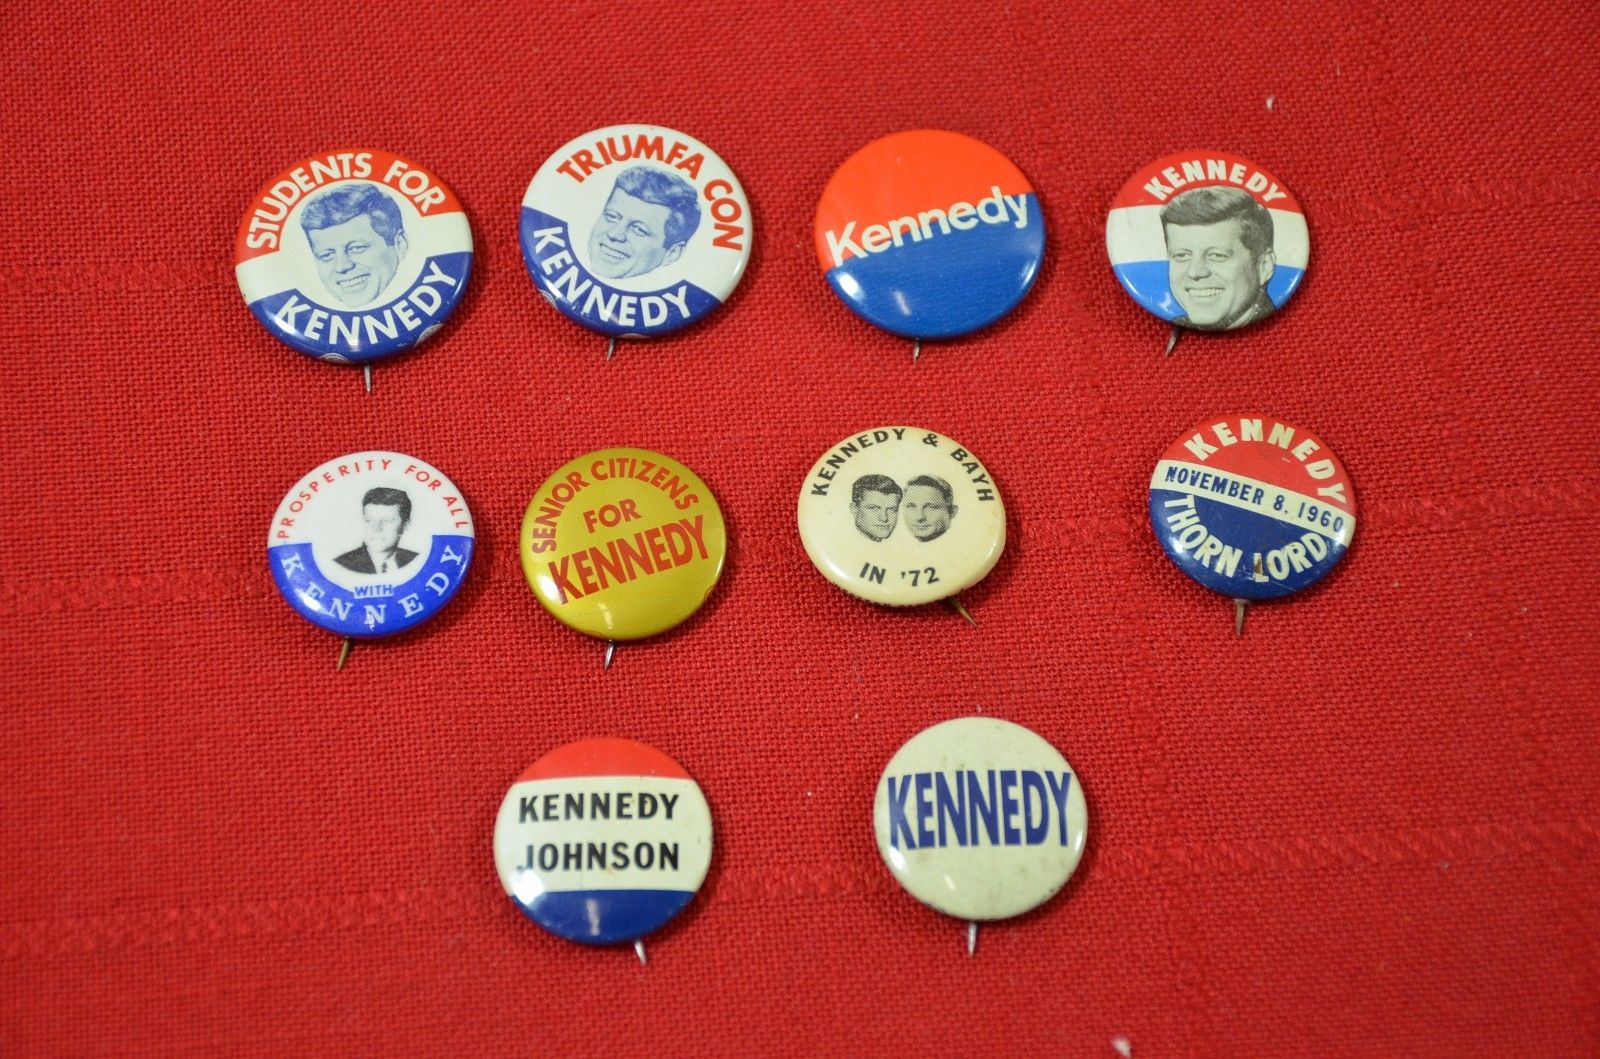 STUDENTS FOR
KENNEDY
TRIUMFA CON
KENNEDY
Kennedy
KENNEDY
PROSPERITY FOR ALL
WITH
KENNEDY
SENIOR CITIZENS
FOR
KENNEDY
KENNEDY & BAYH
IN '72
KENNEDY
NOVEMBER 8, 1960
THORN LORD
KENNEDY
JOHNSON
KENNEDY